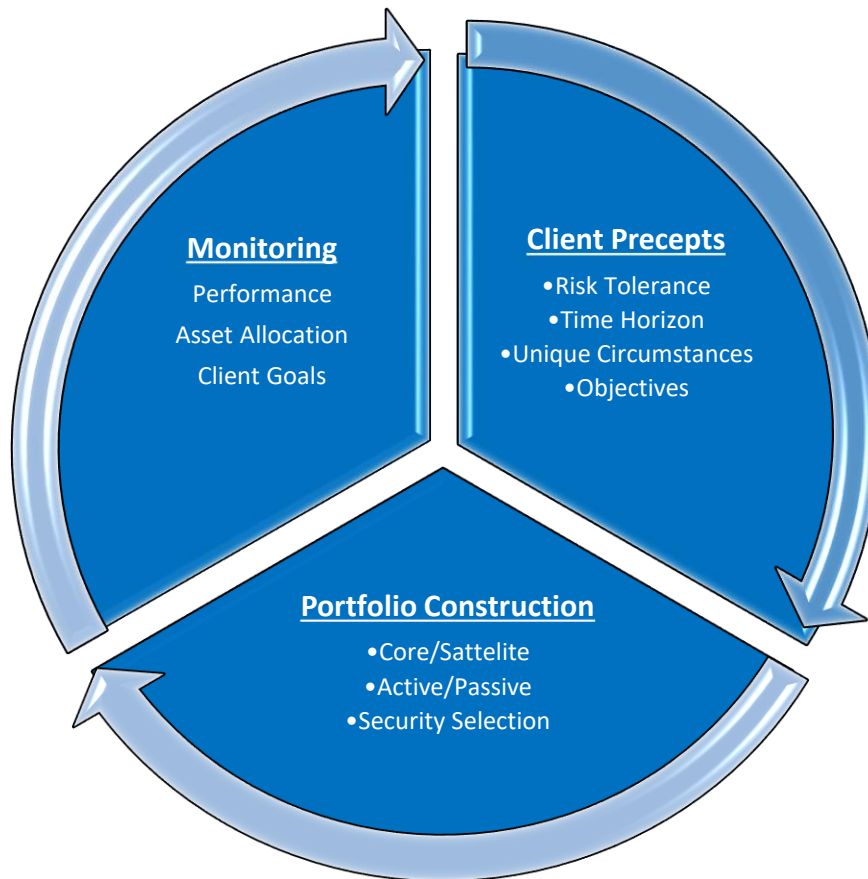 Monitoring
Performance
Asset Allocation
Client Goals
Client Precepts
•Risk Tolerance
•Time Horizon
•Unique Circumstances
•Objectives
Portfolio Construction
•Core/Sattelite
•Active/Passive
•Security Selection